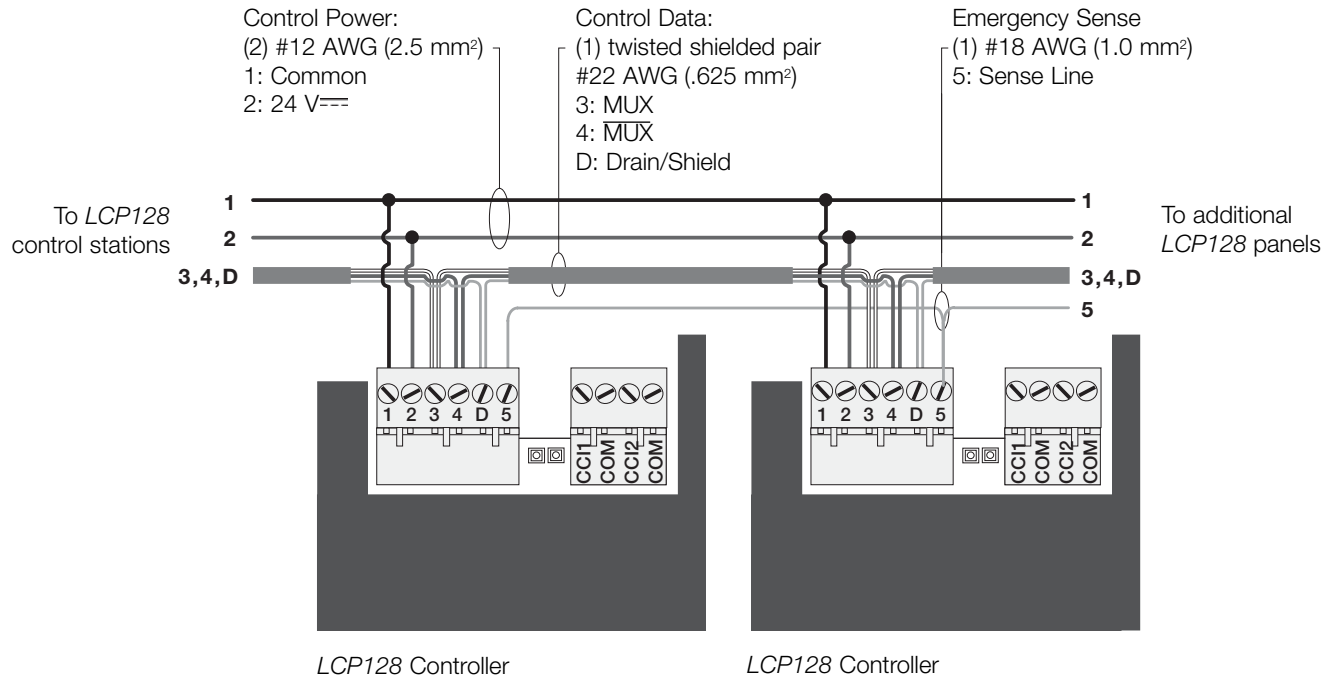 Control Power:
(2) #12 AWG (2.5 mm²)
1: Common
2: 24 V⎓
Control Data:
(1) twisted shielded pair
#22 AWG (.625 mm²)
3: MUX
4: M̅U̅X̅
D: Drain/Shield
Emergency Sense
(1) #18 AWG (1.0 mm²)
5: Sense Line
To LCP128
control stations
1
2
3,4,D
1
2
3,4,D
5
To additional
LCP128 panels
1 2 3 4 D 5
CCI1
COM
CCI2
COM
1 2 3 4 D 5
CCI1
COM
CCI2
COM
LCP128 Controller
LCP128 Controller